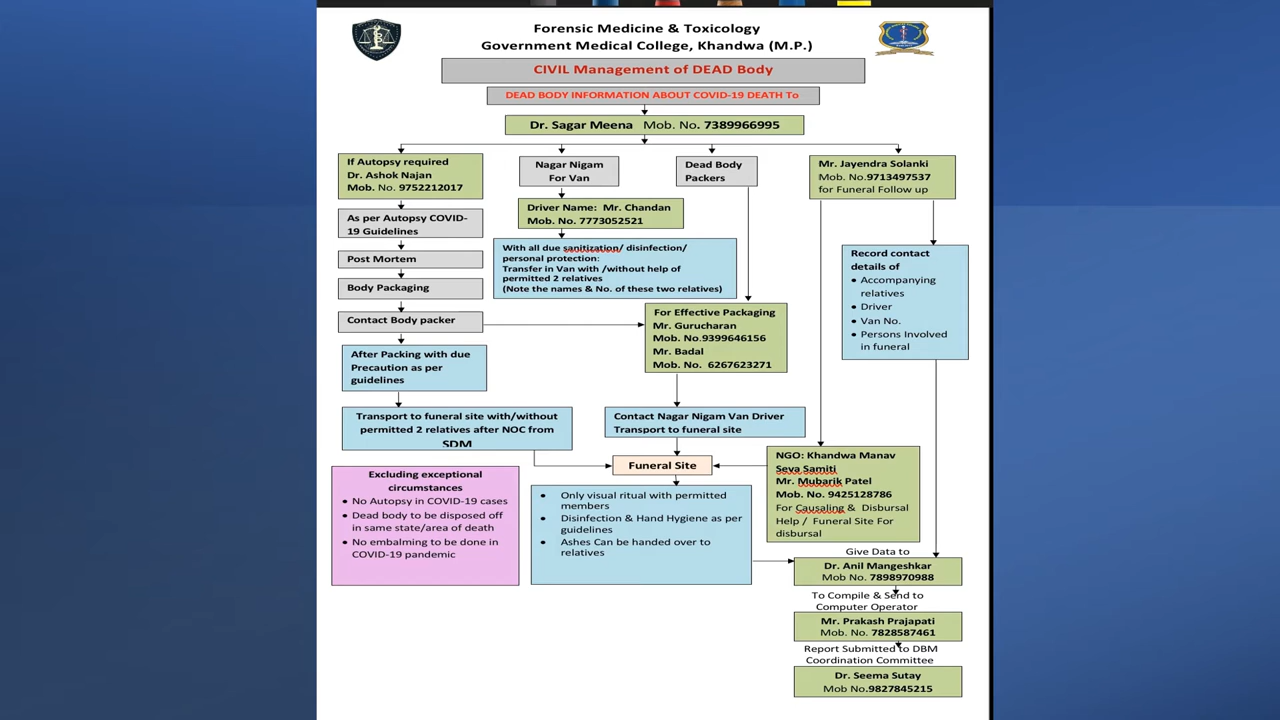 Forensic Medicine & Toxicology
Government Medical College, Khandwa (M.P.)
CIVIL Management of DEAD Body
DEAD BODY INFORMATION ABOUT COVID-19 DEATH To
Dr. Sagar Meena Mob. No. 7389966995
If Autopsy required
Dr. Ashok Najan
Mob. No. 9752212017
Nagar Nigam
For Van
Dead Body
Packers
Mr. Jayendra Solanki
Mob. No.9713497537
for Funeral Follow up
As per Autopsy COVID-
19 Guidelines
Post Mortem
Body Packaging
Contact Body packer
After Packing with due
Precaution as per
guidelines
Transport to funeral site with/without
permitted 2 relatives after NOC from
SDM
Driver Name: Mr. Chandan
Mob. No. 7773052521
With all due sanitization/ disinfection/
personal protection:
Transfer in Van with /without help of
permitted 2 relatives
(Note the names & No. of these two relatives)
For Effective Packaging
Mr. Gurucharan
Mob. No.9399646156
Mr. Badal
Mob. No. 6267623271
Contact Nagar Nigam Van Driver
Transport to funeral site
Funeral Site
Record contact
details of
• Accompanying
relatives
• Driver
• Van No.
• Persons Involved
in funeral
NGO: Khandwa Manav
Seva Samiti
Mr. Mubarik Patel
Mob. No. 9425128786
For Causaling & Disbursal
Help / Funeral Site For
disbursal
Excluding exceptional
circumstances
• No Autopsy in COVID-19 cases
• Dead body to be disposed off
in same state/area of death
• No embalming to be done in
COVID-19 pandemic
• Only visual ritual with permitted
members
• Disinfection & Hand Hygiene as per
guidelines
• Ashes Can be handed over to
relatives
Give Data to
Dr. Anil Mangeshkar
Mob No. 7898970988
To Compile & Send to
Computer Operator
Mr. Prakash Prajapati
Mob. No. 7828587461
Report Submitted to DBM
Coordination Committee
Dr. Seema Sutay
Mob No.9827845215